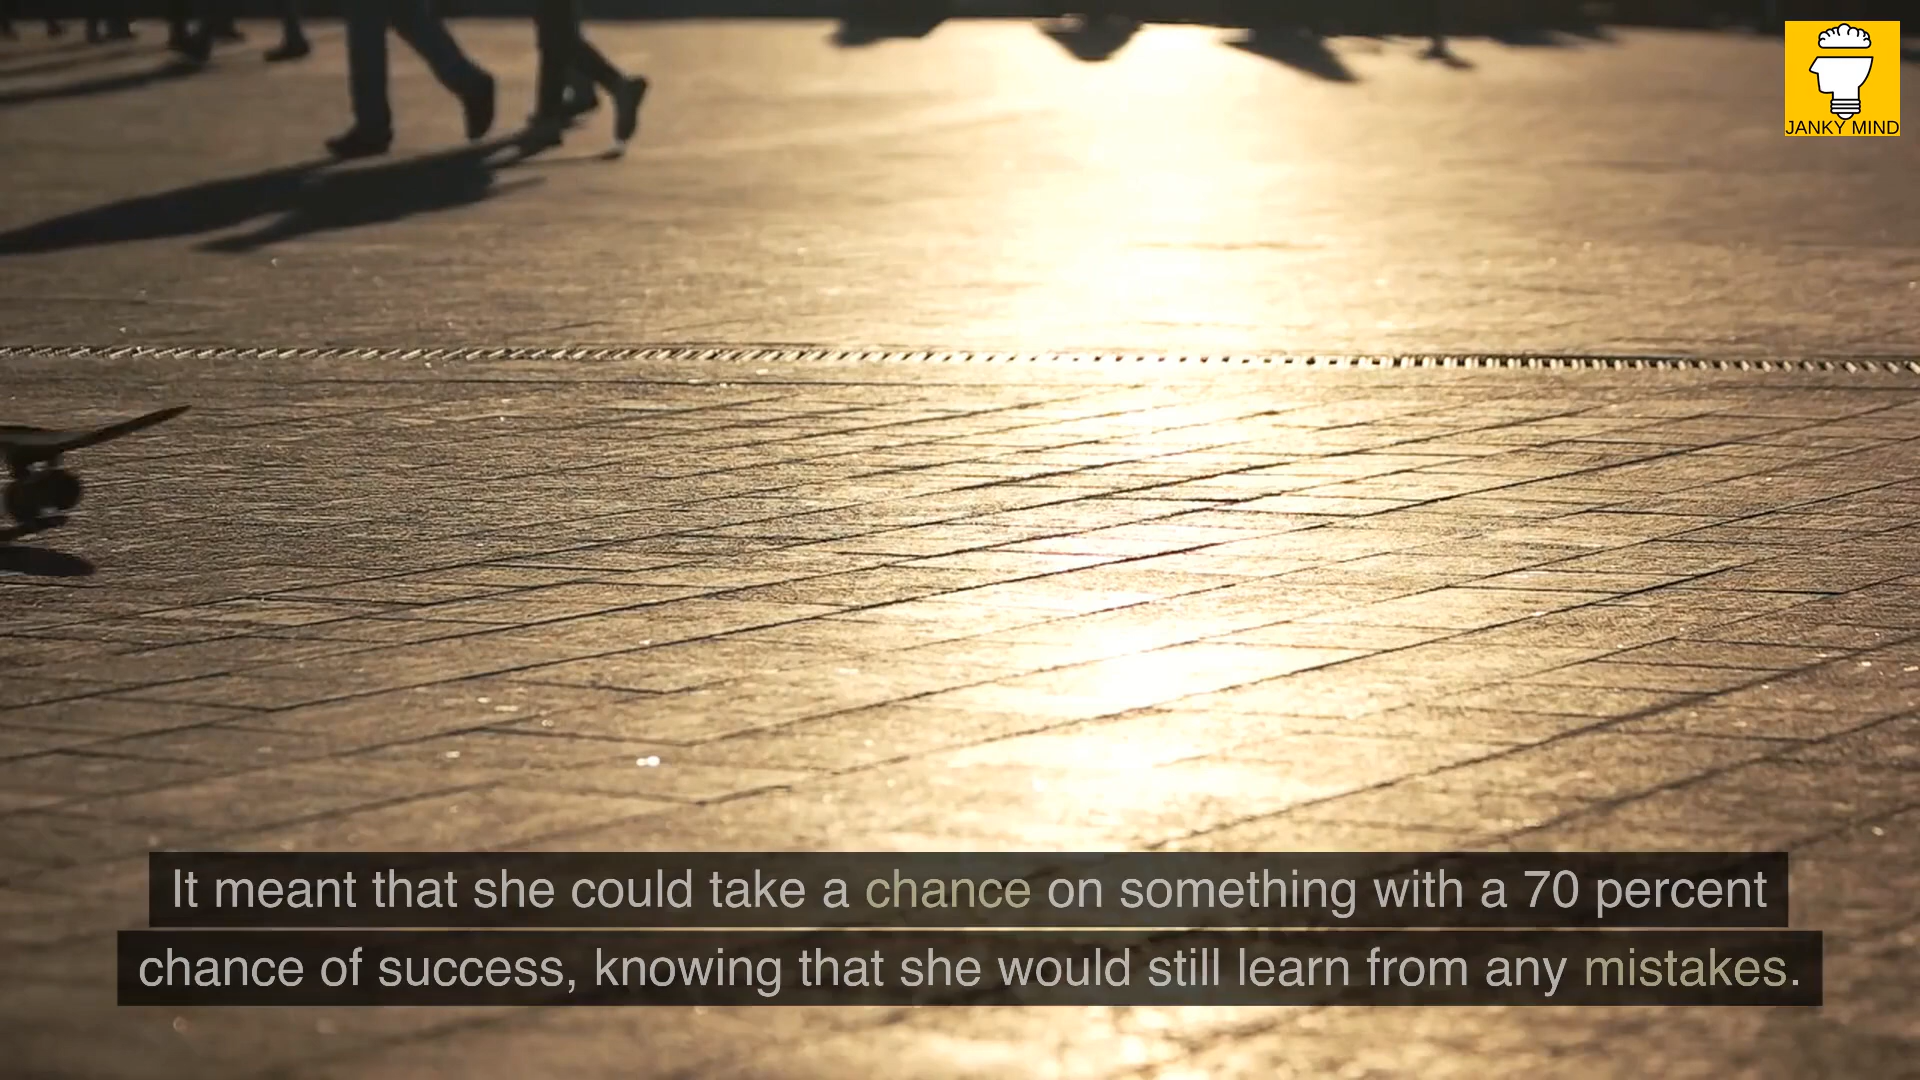 JANKY MIND
It meant that she could take a chance on something with a 70 percent
chance of success, knowing that she would still learn from any mistakes.